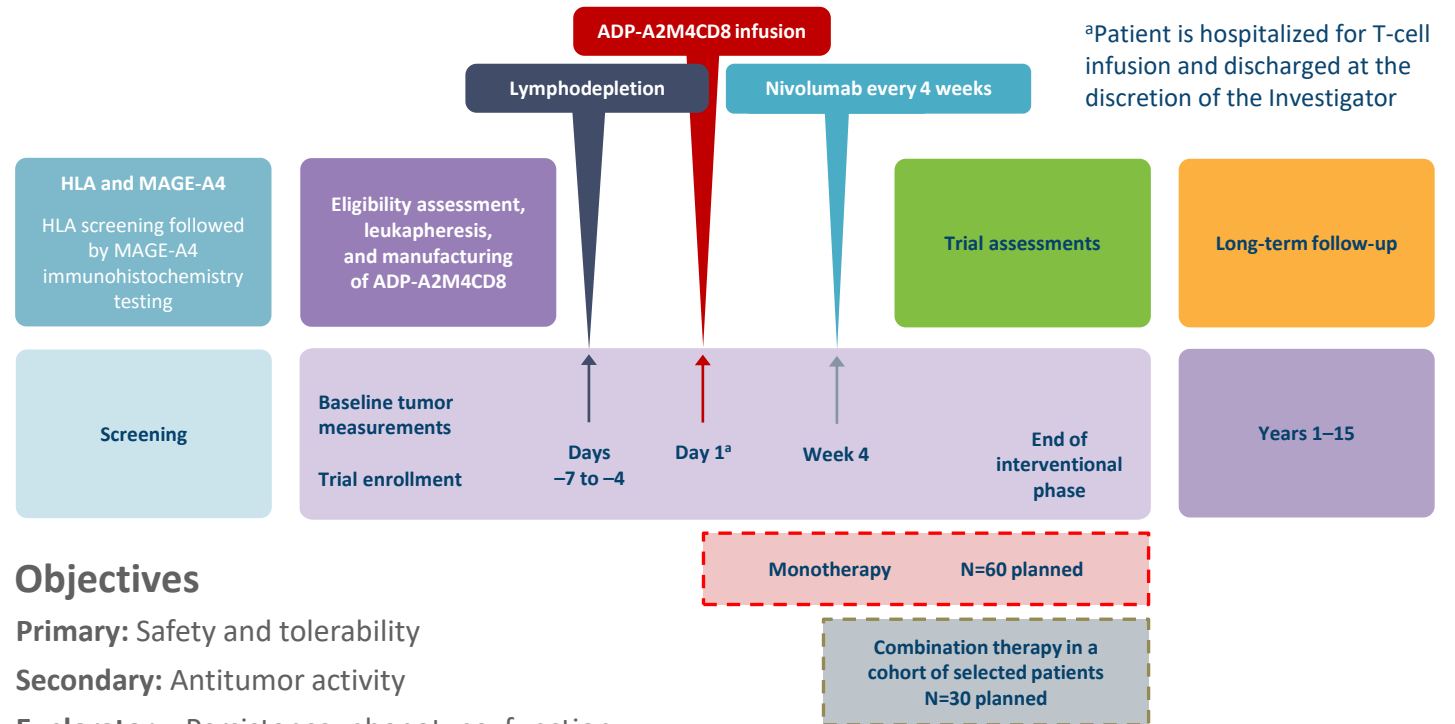 ADP-A2M4CD8 infusion
Lymphodepletion
Nivolumab every 4 weeks
aPatient is hospitalized for T-cell
infusion and discharged at the
discretion of the Investigator
HLA and MAGE-A4
HLA screening followed
by MAGE-A4
immunohistochemistry
testing
Eligibility assessment,
leukapheresis,
and manufacturing
of ADP-A2M4CD8
Trial assessments
Long-term follow-up
Screening
Baseline tumor
measurements
Trial enrollment
Days
–7 to –4
Day 1a
Week 4
End of
interventional
phase
Years 1–15
Monotherapy N=60 planned
Combination therapy in a
cohort of selected patients
N=30 planned
Objectives
Primary: Safety and tolerability
Secondary: Antitumor activity